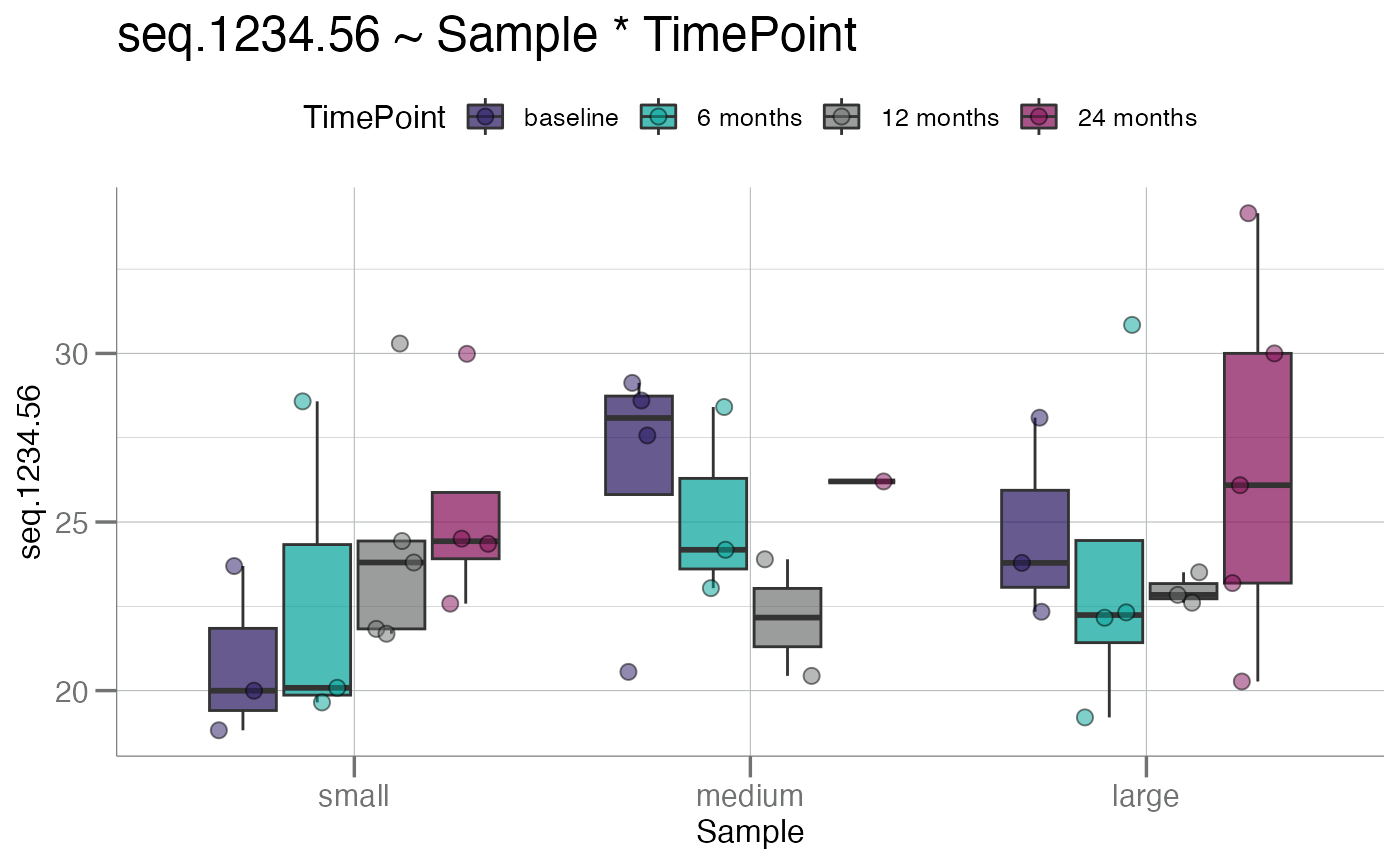 seq.1234.56 ~ Sample * TimePoint
TimePoint baseline 6 months 12 months 24 months
seq.1234.56
30
25
20
small medium large
Sample